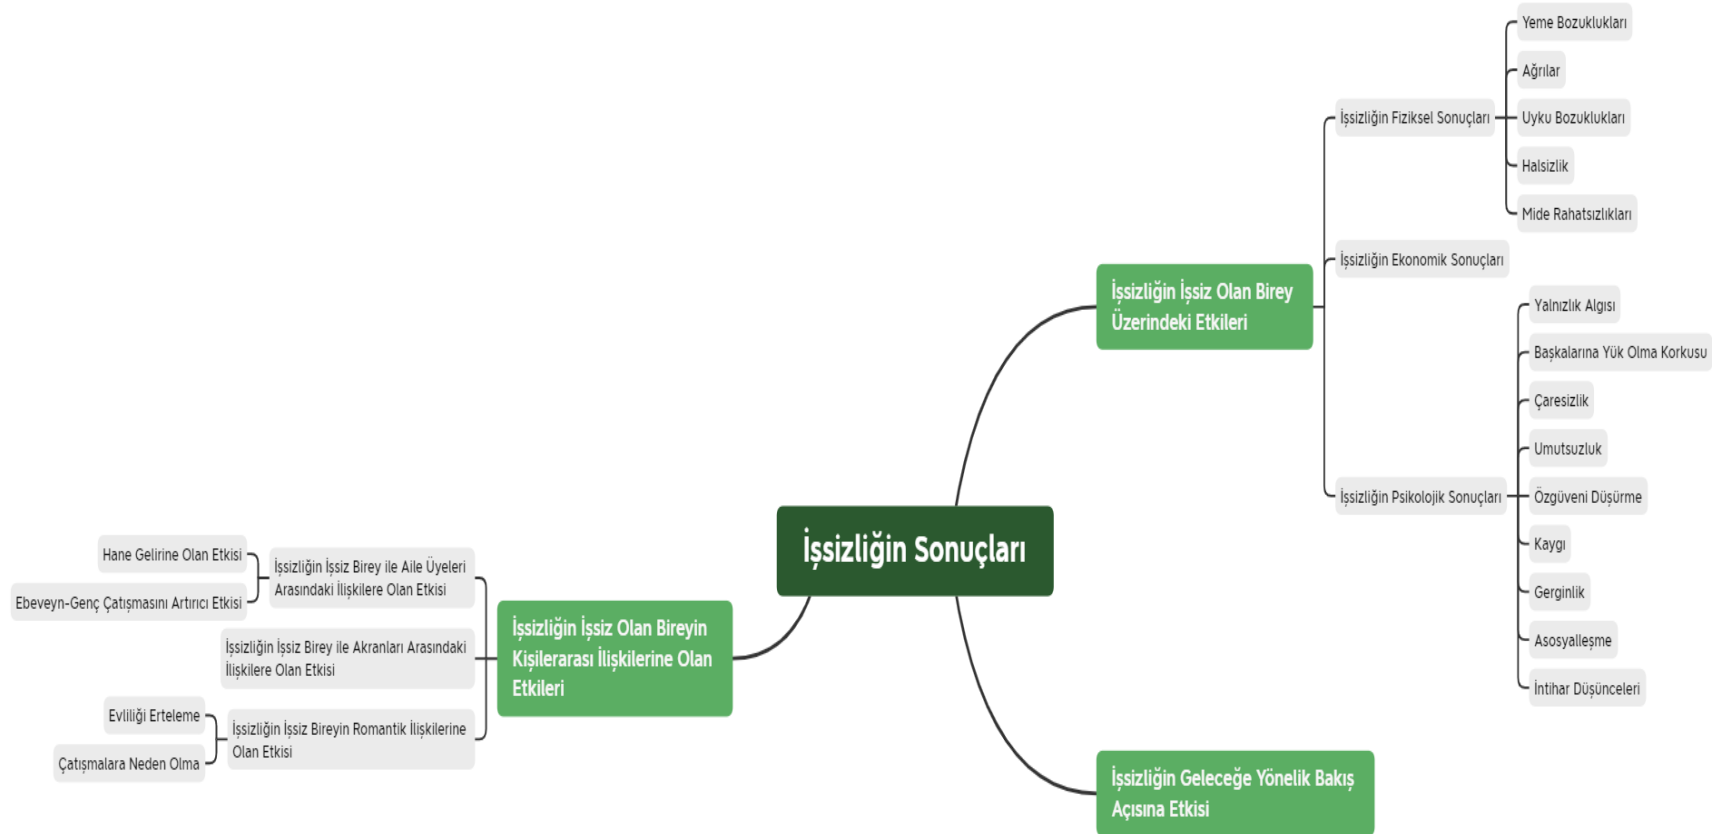 İşsizliğin Sonuçları
İşsizliğin İşsiz Olan Birey
Üzerindeki Etkileri
İşsizliğin Fiziksel Sonuçları
Yeme Bozuklukları
Ağrılar
Uyku Bozuklukları
Halsizlik
Mide Rahatsızlıkları
İşsizliğin Ekonomik Sonuçları
İşsizliğin Psikolojik Sonuçları
Yalnızlık Algısı
Başkalarına Yük Olma Korkusu
Çaresizlik
Umutsuzluk
Özgüveni Düşürme
Kaygı
Gerginlik
Asosyalleşme
İntihar Düşünceleri
İşsizliğin Geleceğe Yönelik Bakış
Açısına Etkisi
İşsizliğin İşsiz Olan Bireyin
Kişilerarası İlişkilerine Olan
Etkileri
İşsizliğin İşsiz Birey ile Aile Üyeleri
Arasındaki İlişkilere Olan Etkisi
Hane Gelirine Olan Etkisi
Ebeveyn-Genç Çatışmasını Artırıcı Etkisi
İşsizliğin İşsiz Birey ile Akranları Arasındaki
İlişkilere Olan Etkisi
İşsizliğin İşsiz Bireyin Romantik İlişkilerine
Olan Etkisi
Evliliği Erteleme
Çatışmalara Neden Olma